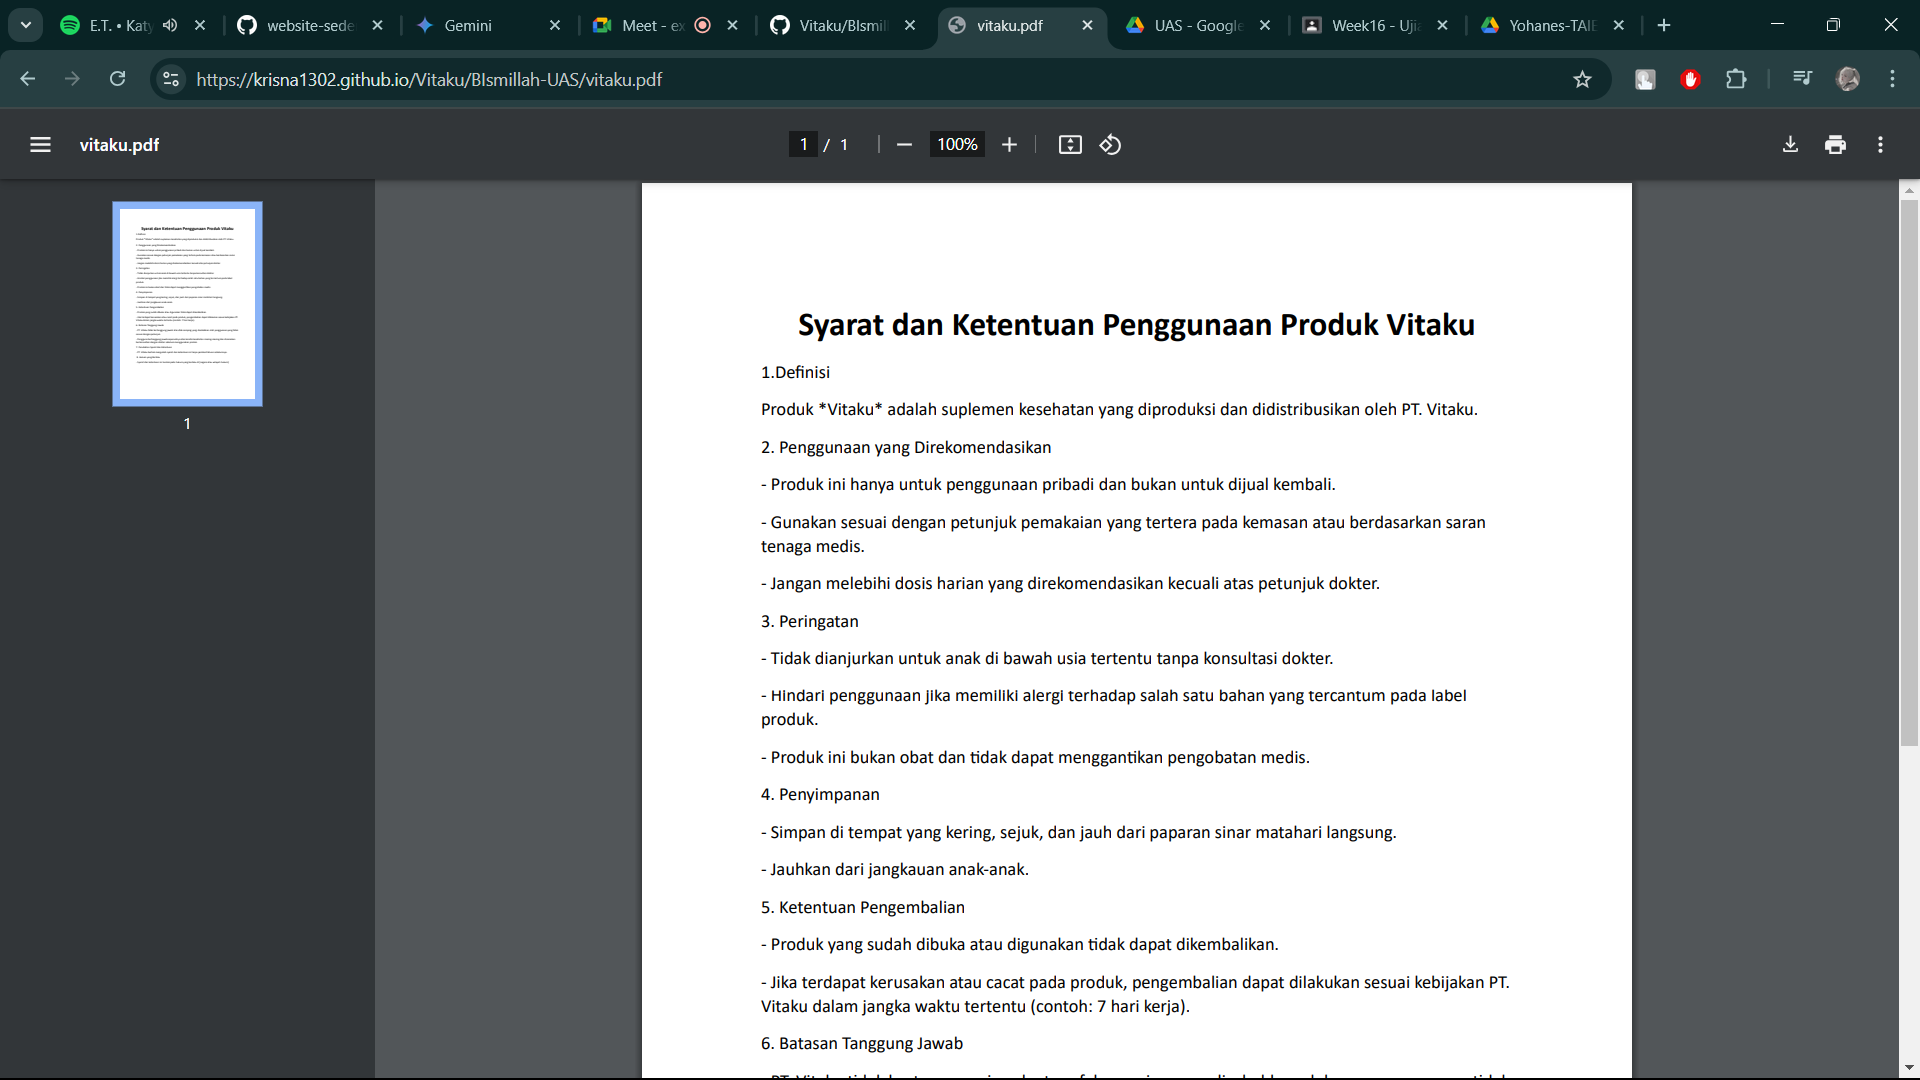 E.T. • Katy
website-sede
Gemini
Meet - ex
Vitaku/BIsmill
vitaku.pdf
UAS - Google
Week16 - Uji
Yohanes-TAIE
https://krisna1302.github.io/Vitaku/BIsmillah-UAS/vitaku.pdf
vitaku.pdf
1 / 1
100%
1
Syarat dan Ketentuan Penggunaan Produk Vitaku
1.Definisi
Produk *Vitaku* adalah suplemen kesehatan yang diproduksi dan didistribusikan oleh PT. Vitaku.
2. Penggunaan yang Direkomendasikan
- Produk ini hanya untuk penggunaan pribadi dan bukan untuk dijual kembali.
- Gunakan sesuai dengan petunjuk pemakaian yang tertera pada kemasan atau berdasarkan saran
tenaga medis.
- Jangan melebihi dosis harian yang direkomendasikan kecuali atas petunjuk dokter.
3. Peringatan
- Tidak dianjurkan untuk anak di bawah usia tertentu tanpa konsultasi dokter.
- Hindari penggunaan jika memiliki alergi terhadap salah satu bahan yang tercantum pada label
produk.
- Produk ini bukan obat dan tidak dapat menggantikan pengobatan medis.
4. Penyimpanan
- Simpan di tempat yang kering, sejuk, dan jauh dari paparan sinar matahari langsung.
- Jauhkan dari jangkauan anak-anak.
5. Ketentuan Pengembalian
- Produk yang sudah dibuka atau digunakan tidak dapat dikembalikan.
- Jika terdapat kerusakan atau cacat pada produk, pengembalian dapat dilakukan sesuai kebijakan PT.
Vitaku dalam jangka waktu tertentu (contoh: 7 hari kerja).
6. Batasan Tanggung Jawab